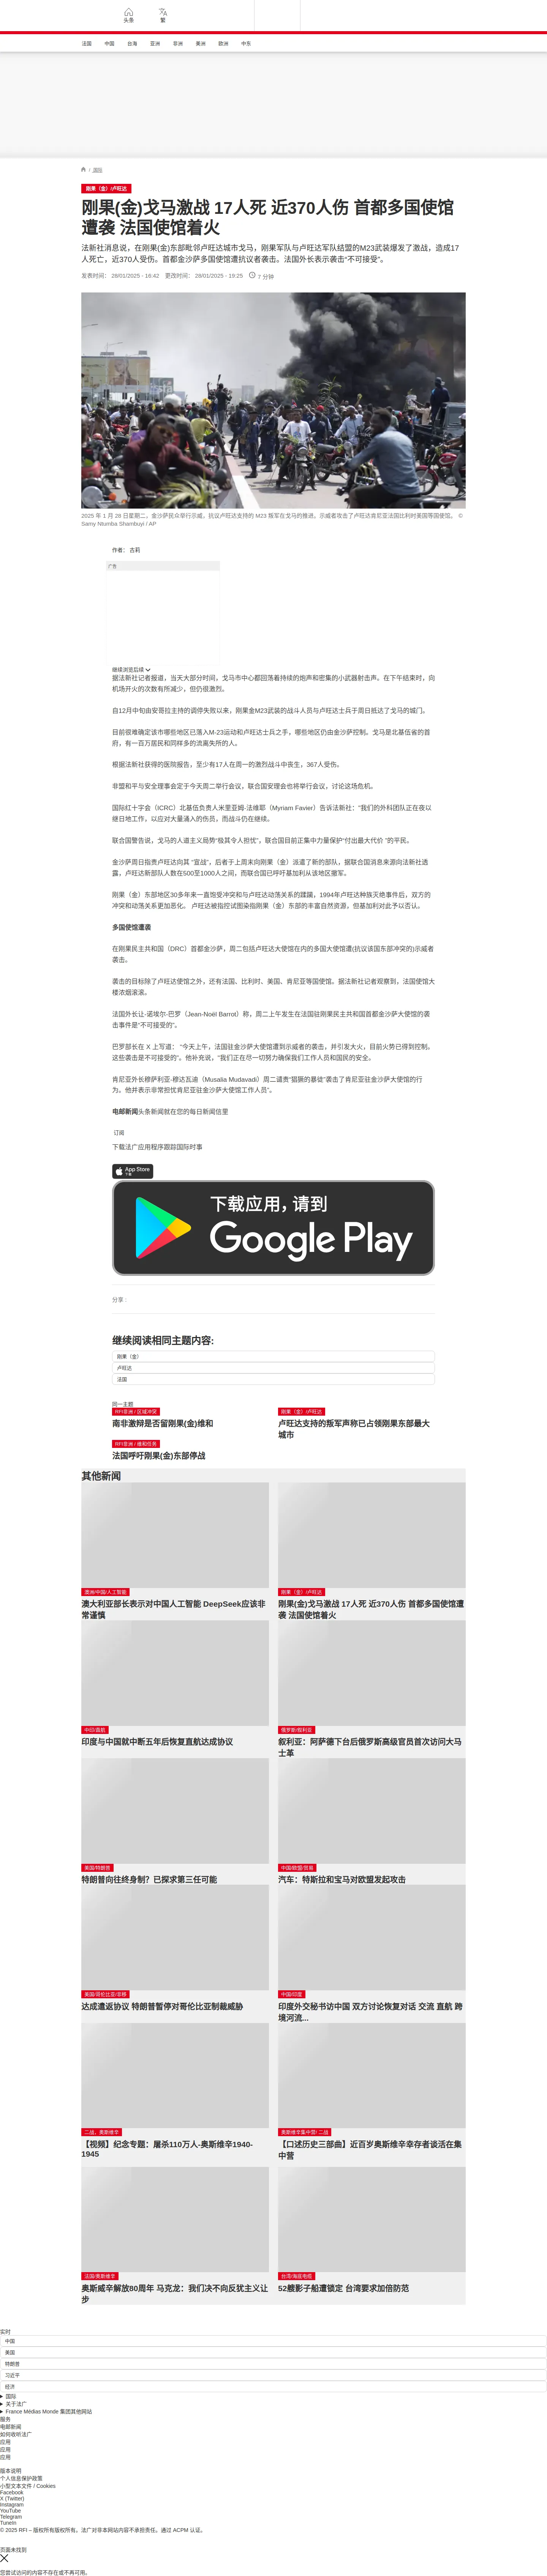 头条
繁
法国
中国
台海
亚洲
非洲
美洲
欧洲
中东
/ 国际
刚果（金）/卢旺达
刚果(金)戈马激战 17人死 近370人伤 首都多国使馆
遭袭 法国使馆着火
法新社消息说，在刚果(金)东部毗邻卢旺达城市戈马，刚果军队与卢旺达军队结盟的M23武装爆发了激战，造成17
人死亡，近370人受伤。首都金沙萨多国使馆遭抗议者袭击。法国外长表示袭击“不可接受”。
发表时间： 28/01/2025 - 16:42 更改时间： 28/01/2025 - 19:25 7 分钟
2025 年 1 月 28 日星期二，金沙萨民众举行示威，抗议卢旺达支持的 M23 叛军在戈马的推进。示威者攻击了卢旺达肯尼亚法国比利时美国等国使馆。 ©
Samy Ntumba Shambuyi / AP
作者： 古莉
广告
继续浏览后续
据法新社记者报道，当天大部分时间，戈马市中心都回荡着持续的炮声和密集的小武器射击声。在下午结束时，向
机场开火的次数有所减少，但仍很激烈。
自12月中旬由安哥拉主持的调停失败以来，刚果金M23武装的战斗人员与卢旺达士兵于周日抵达了戈马的城门。
目前很难确定该市哪些地区已落入M-23运动和卢旺达士兵之手，哪些地区仍由金沙萨控制。戈马是北基伍省的首
府，有一百万居民和同样多的流离失所的人。
根据法新社获得的医院报告，至少有17人在周一的激烈战斗中丧生，367人受伤。
非盟和平与安全理事会定于今天周二举行会议，联合国安理会也将举行会议，讨论这场危机。
国际红十字会（ICRC）北基伍负责人米里亚姆-法维耶（Myriam Favier）告诉法新社：“我们的外科团队正在夜以
继日地工作，以应对大量涌入的伤员，而战斗仍在继续。
联合国警告说，戈马的人道主义局势“极其令人担忧”，联合国目前正集中力量保护“付出最大代价 ”的平民。
金沙萨周日指责卢旺达向其 “宣战”，后者于上周末向刚果（金）派遣了新的部队，据联合国消息来源向法新社透
露，卢旺达新部队人数在500至1000人之间，而联合国已呼吁基加利从该地区撤军。
刚果（金）东部地区30多年来一直饱受冲突和与卢旺达动荡关系的蹂躏，1994年卢旺达种族灭绝事件后，双方的
冲突和动荡关系更加恶化。 卢旺达被指控试图染指刚果（金）东部的丰富自然资源，但基加利对此予以否认。
多国使馆遭袭
在刚果民主共和国（DRC）首都金沙萨，周二包括卢旺达大使馆在内的多国大使馆遭(抗议该国东部冲突的)示威者
袭击。
袭击的目标除了卢旺达使馆之外，还有法国、比利时、美国、肯尼亚等国使馆。据法新社记者观察到，法国使馆大
楼浓烟滚滚。
法国外长让-诺埃尔-巴罗（Jean-Noël Barrot）称，周二上午发生在法国驻刚果民主共和国首都金沙萨大使馆的袭
击事件是“不可接受的”。
巴罗部长在 X 上写道： “今天上午，法国驻金沙萨大使馆遭到示威者的袭击，并引发大火，目前火势已得到控制。
这些袭击是不可接受的”。他补充说，“我们正在尽一切努力确保我们工作人员和国民的安全。
肯尼亚外长穆萨利亚-穆达瓦迪（Musalia Mudavadi）周二谴责“猖獗的暴徒”袭击了肯尼亚驻金沙萨大使馆的行
为。他并表示非常担忧肯尼亚驻金沙萨大使馆工作人员”。
电邮新闻头条新闻就在您的每日新闻信里
订阅
下载法广应用程序跟踪国际时事
App Store
下载
下载应用，请到
Google Play
分享 :
继续阅读相同主题内容:
刚果（金）
卢旺达
法国
同一主题
RFI非洲 / 区域冲突
南非激辩是否留刚果(金)维和
刚果（金）/卢旺达
卢旺达支持的叛军声称已占领刚果东部最大
城市
RFI非洲 / 维和任务
法国呼吁刚果(金)东部停战
其他新闻
澳洲/中国/人工智能
澳大利亚部长表示对中国人工智能 DeepSeek应该非
常谨慎
刚果（金）/卢旺达
刚果(金)戈马激战 17人死 近370人伤 首都多国使馆遭
袭 法国使馆着火
中印/直航
印度与中国就中断五年后恢复直航达成协议
俄罗斯/叙利亚
叙利亚：阿萨德下台后俄罗斯高级官员首次访问大马
士革
美国/特朗普
特朗普向往终身制？已探求第三任可能
中国/欧盟/贸易
汽车：特斯拉和宝马对欧盟发起攻击
美国/哥伦比亚/非移
达成遣返协议 特朗普暂停对哥伦比亚制裁威胁
中国/印度
印度外交秘书访中国 双方讨论恢复对话 交流 直航 跨
境河流...
二战，奥斯维辛
【视频】纪念专题：屠杀110万人-奥斯维辛1940-
1945
奥斯维辛集中营/ 二战
【口述历史三部曲】近百岁奥斯维辛幸存者谈活在集
中营
法国/奥斯维辛
奥斯威辛解放80周年 马克龙：我们决不向反犹主义让
步
台湾/海底电缆
52艘影子船遭锁定 台湾要求加倍防范
实时
中国
美国
特朗普
习近平
经济
国际
关于法广
France Médias Monde 集团其他网站
服务
电邮新闻
如何收听法广
应用
应用
应用
版本说明
个人信息保护政策
小型文本文件 / Cookies
Facebook
X (Twitter)
Instagram
YouTube
Telegram
TuneIn
© 2025 RFI – 版权所有版权所有。法广对非本网站内容不承担责任。通过 ACPM 认证。
页面未找到
您尝试访问的内容不存在或不再可用。